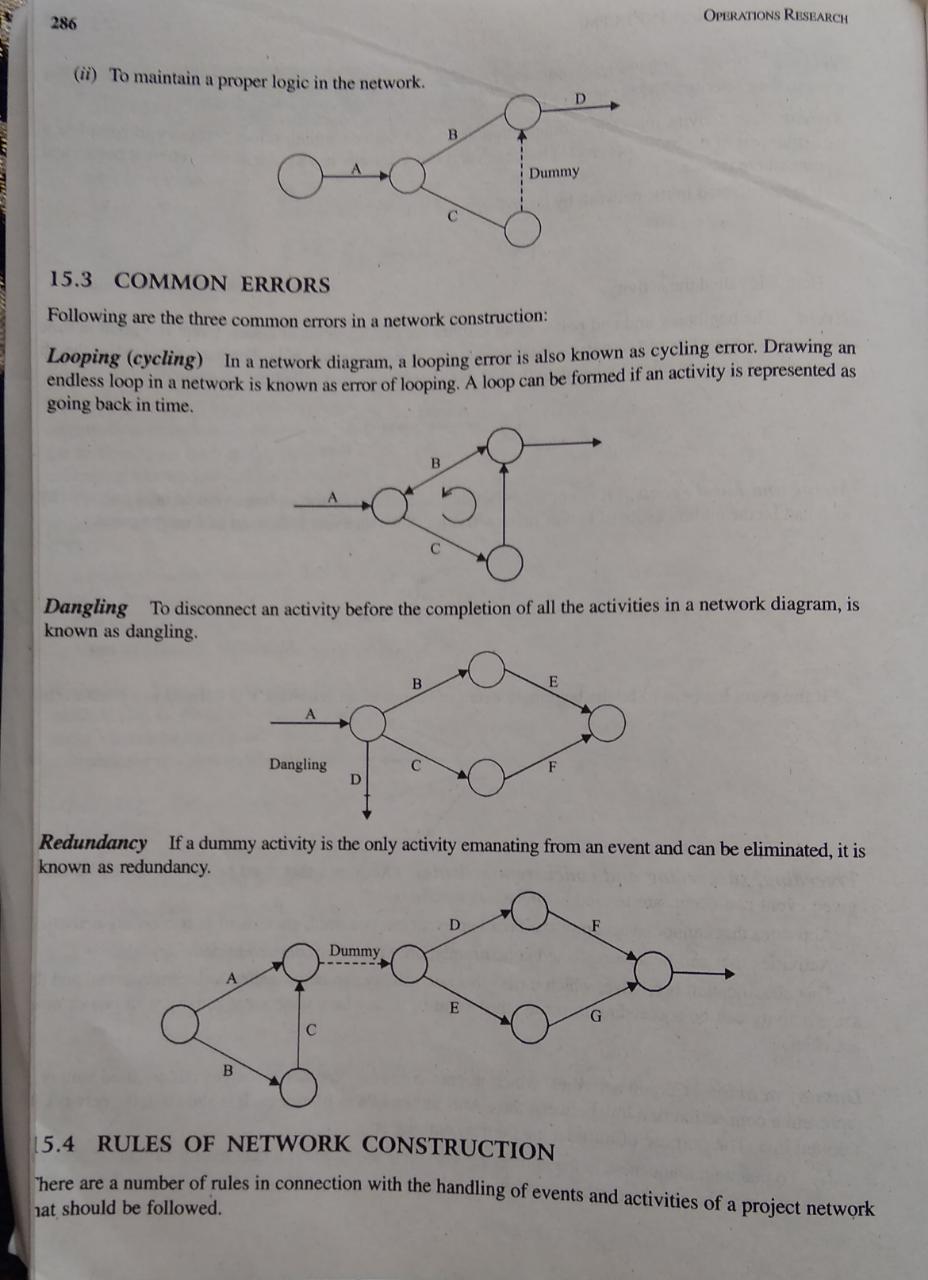 286
OPERATIONS RESEARCH
(ii) To maintain a proper logic in the network.
D
B
A
Dummy
C
15.3 COMMON ERRORS
Following are the three common errors in a network construction:
Looping (cycling) In a network diagram, a looping error is also known as cycling error. Drawing an
endless loop in a network is known as error of looping. A loop can be formed if an activity is represented as
going back in time.
B
A
C
Dangling To disconnect an activity before the completion of all the activities in a network diagram, is
known as dangling.
B
E
A
Dangling
D
C
F
Redundancy If a dummy activity is the only activity emanating from an event and can be eliminated, it is
known as redundancy.
D
F
Dummy
A
E
G
C
B
15.4 RULES OF NETWORK CONSTRUCTION
here are a number of rules in connection with the handling of events and activities of a project network
hat should be followed.